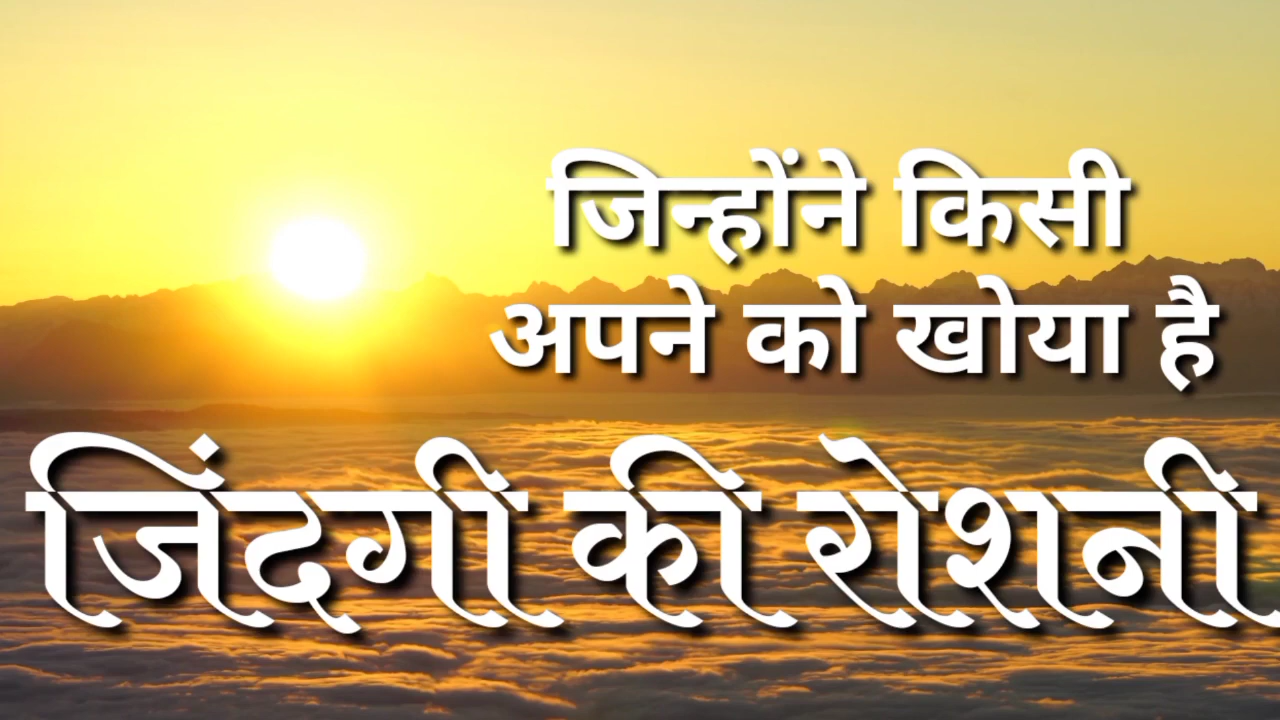 जिन्होंने किसी
अपने को खोया है
जिंदगी की रोशनी